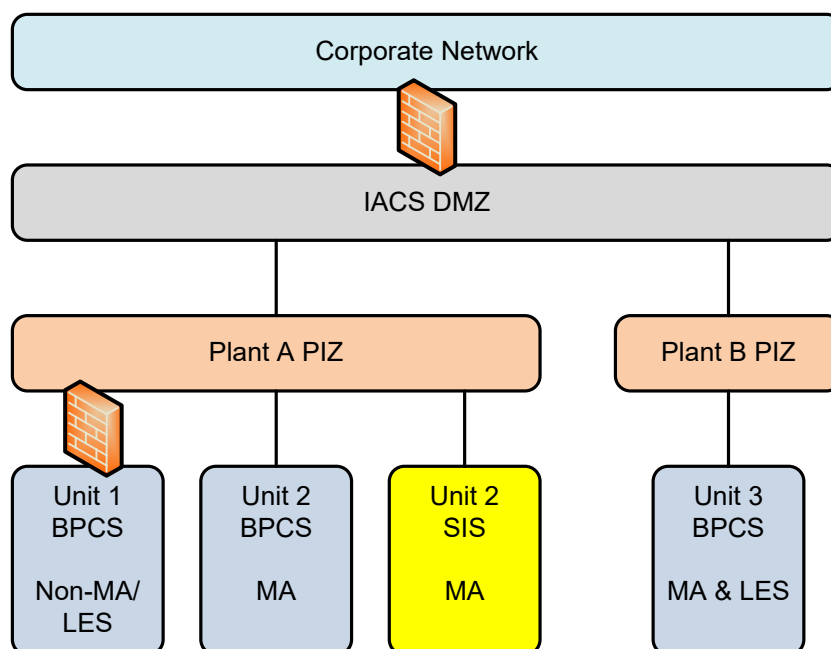 Corporate Network
IACS DMZ
Plant A PIZ
Plant B PIZ
Unit 1
BPCS
Non-MA/
LES
Unit 2
BPCS
MA
Unit 2
SIS
MA
Unit 3
BPCS
MA & LES